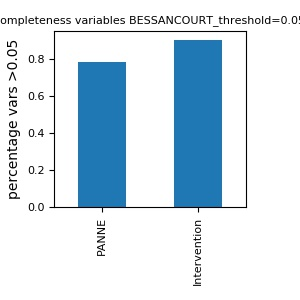 ompleteness variables BESSANCOURT_threshold=0.05
percentage vars >0.05
0.8
0.6
0.4
0.2
0.0
PANNE
Intervention